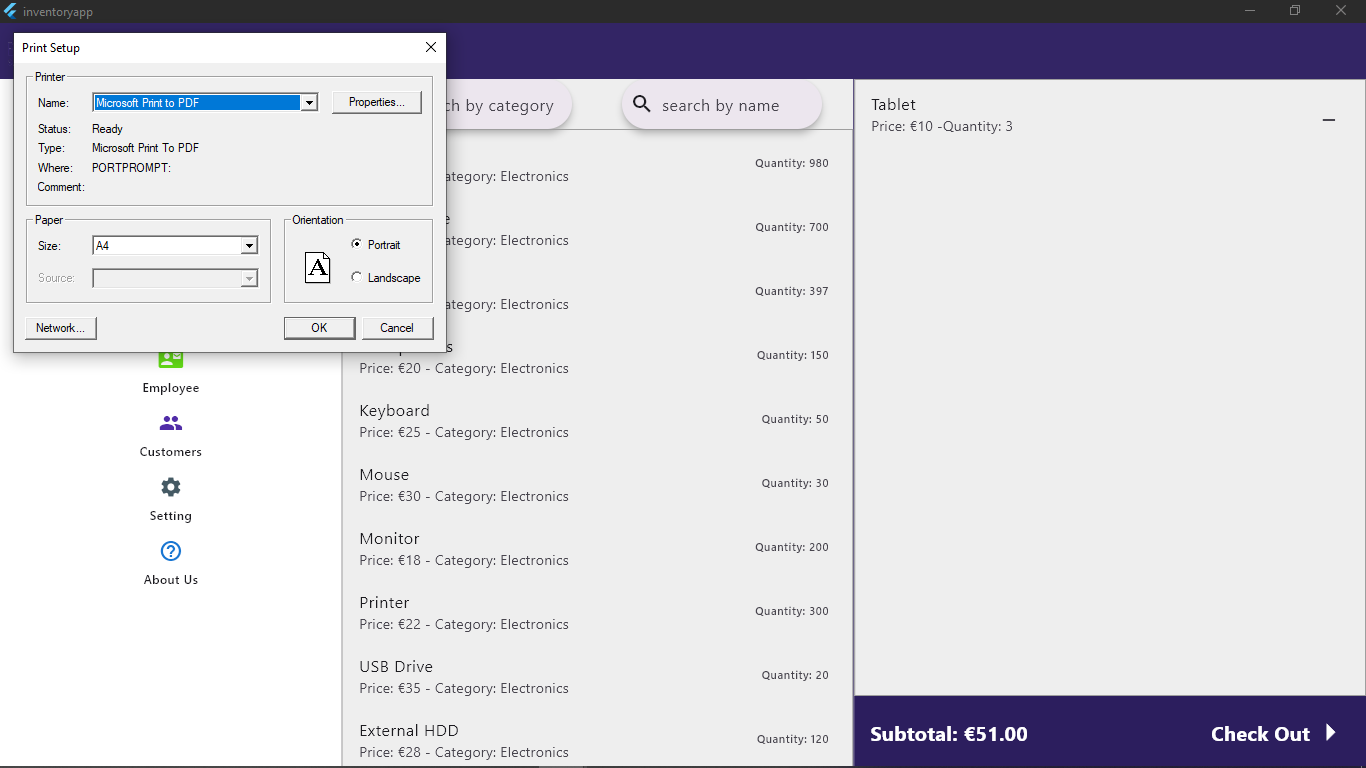 inventoryapp
Print Setup
Printer
Name: Microsoft Print to PDF Properties...
Status: Ready
Type: Microsoft Print To PDF
Where: PORTPROMPT:
Comment:
Paper
Size: A4
Source:
Orientation
A
Portrait
Landscape
Network...
OK
Cancel
Employee
Customers
Setting
About Us
by category
search by name
Quantity: 980
Category: Electronics
Quantity: 700
Category: Electronics
Quantity: 397
Category: Electronics
Quantity: 150
Price: €20 - Category: Electronics
Keyboard
Quantity: 50
Price: €25 - Category: Electronics
Mouse
Quantity: 30
Price: €30 - Category: Electronics
Monitor
Quantity: 200
Price: €18 - Category: Electronics
Printer
Quantity: 300
Price: €22 - Category: Electronics
USB Drive
Quantity: 20
Price: €35 - Category: Electronics
External HDD
Quantity: 120
Price: €28 - Category: Electronics
Tablet
Price: €10 -Quantity: 3
Subtotal: €51.00
Check Out